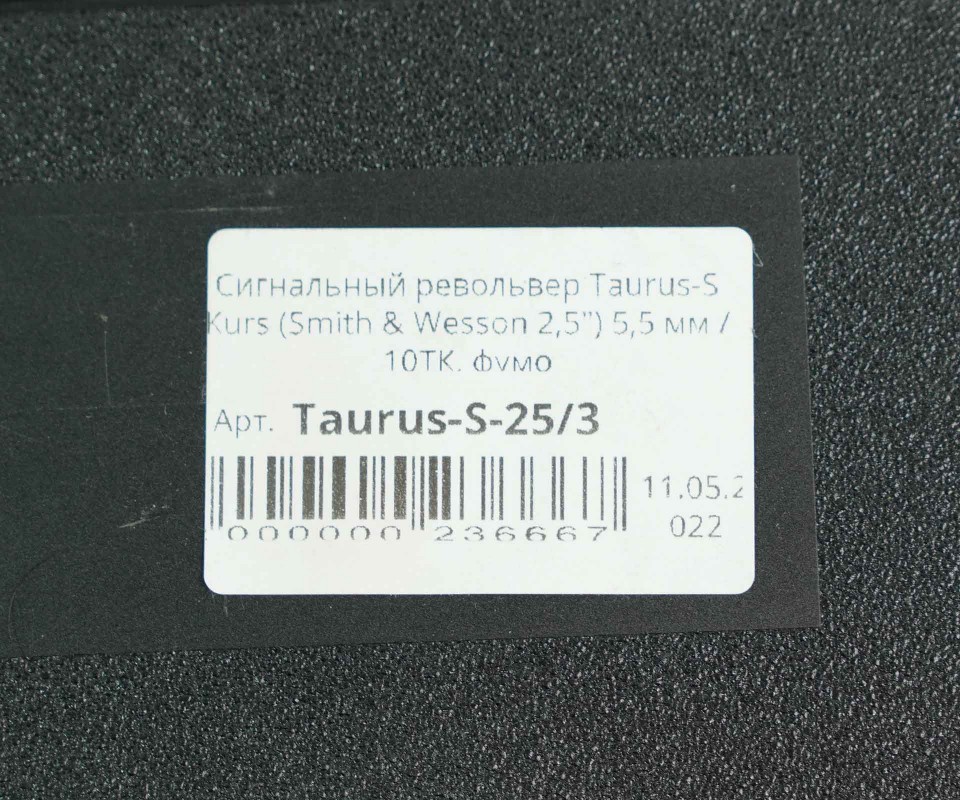 Сигнальный револьвер Taurus-S
Kurs (Smith & Wesson 2,5") 5,5 мм /
10ТК. фумо
Арт. Taurus-S-25/3
000000 236667
11.05.2
022